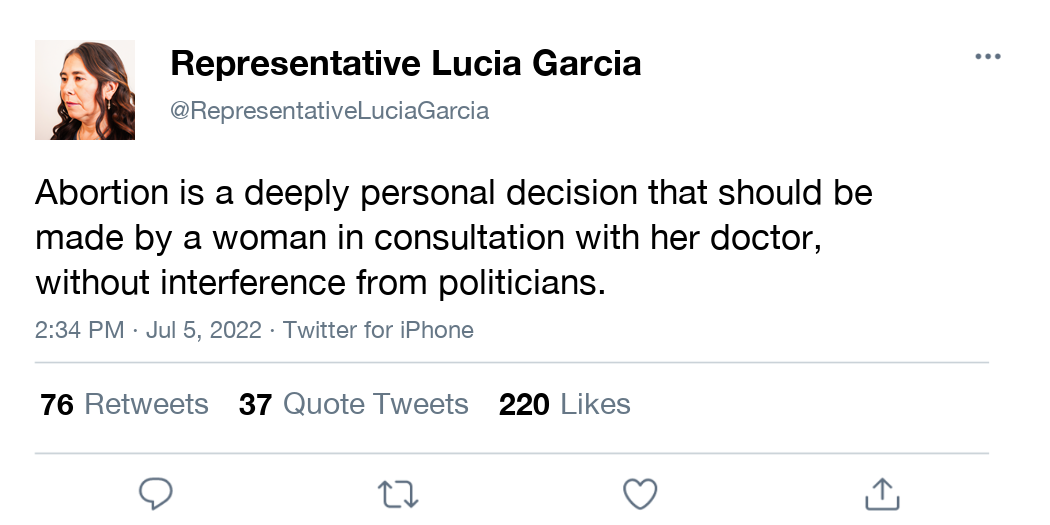 Representative Lucia Garcia
@RepresentativeLuciaGarcia
Abortion is a deeply personal decision that should be
made by a woman in consultation with her doctor,
without interference from politicians.
2:34 PM · Jul 5, 2022 · Twitter for iPhone
76 Retweets 37 Quote Tweets 220 Likes